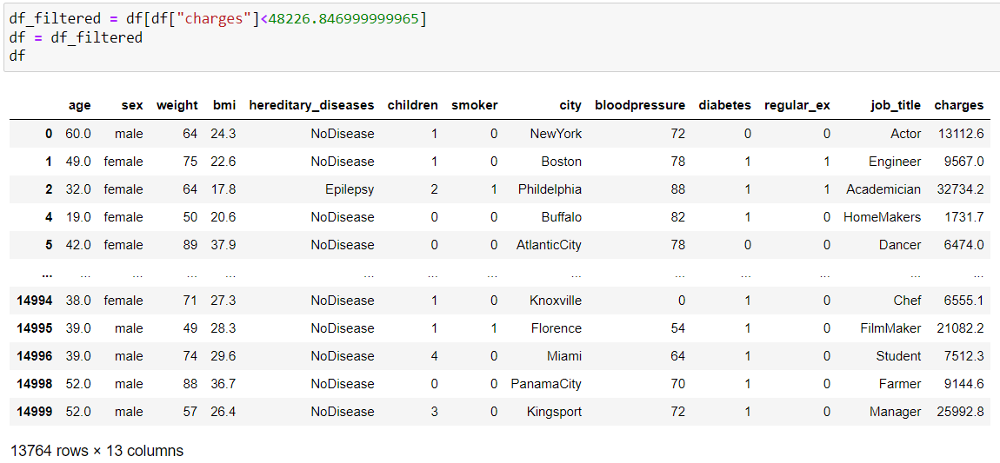 df_filtered = df[df["charges"]<48226.846999999965]
df = df_filtered
df
age sex weight bmi hereditary_diseases children smoker city bloodpressure diabetes regular_ex job_title charges
0 60.0 male 64 24.3 NoDisease 1 0 NewYork 72 0 0 Actor 13112.6
1 49.0 female 75 22.6 NoDisease 1 0 Boston 78 1 1 Engineer 9567.0
2 32.0 female 64 17.8 Epilepsy 2 1 Phildelphia 88 1 1 Academician 32734.2
4 19.0 female 50 20.6 NoDisease 0 0 Buffalo 82 1 0 HomeMakers 1731.7
5 42.0 female 89 37.9 NoDisease 0 0 AtlanticCity 78 0 0 Dancer 6474.0
... ... ... ... ... ... ... ... ... ... ... ... ... ...
14994 38.0 female 71 27.3 NoDisease 1 0 Knoxville 0 1 0 Chef 6555.1
14995 39.0 male 49 28.3 NoDisease 1 1 Florence 54 1 0 FilmMaker 21082.2
14996 39.0 male 74 29.6 NoDisease 4 0 Miami 64 1 0 Student 7512.3
14998 52.0 male 88 36.7 NoDisease 0 0 PanamaCity 70 1 0 Farmer 9144.6
14999 52.0 male 57 26.4 NoDisease 3 0 Kingsport 72 1 0 Manager 25992.8
13764 rows × 13 columns